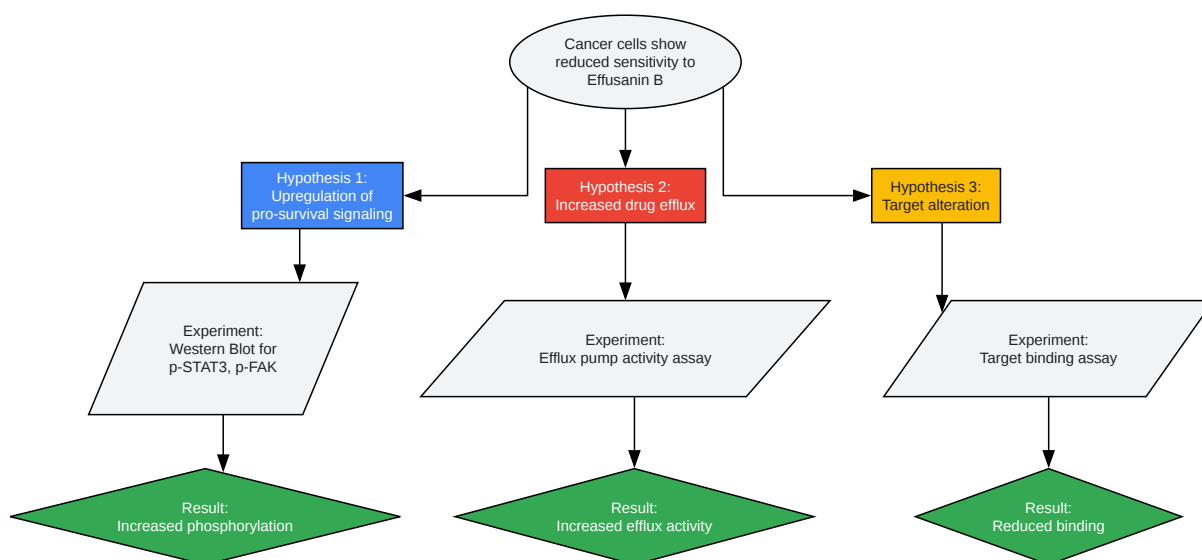 Cancer cells show
reduced sensitivity to
Effusanin B
Hypothesis 1:
Upregulation of
pro-survival signaling
Hypothesis 2:
Increased drug efflux
Hypothesis 3:
Target alteration
Experiment:
Western Blot for
p-STAT3, p-FAK
Experiment:
Efflux pump activity assay
Experiment:
Target binding assay
Result:
Increased phosphorylation
Result:
Increased efflux activity
Result:
Reduced binding